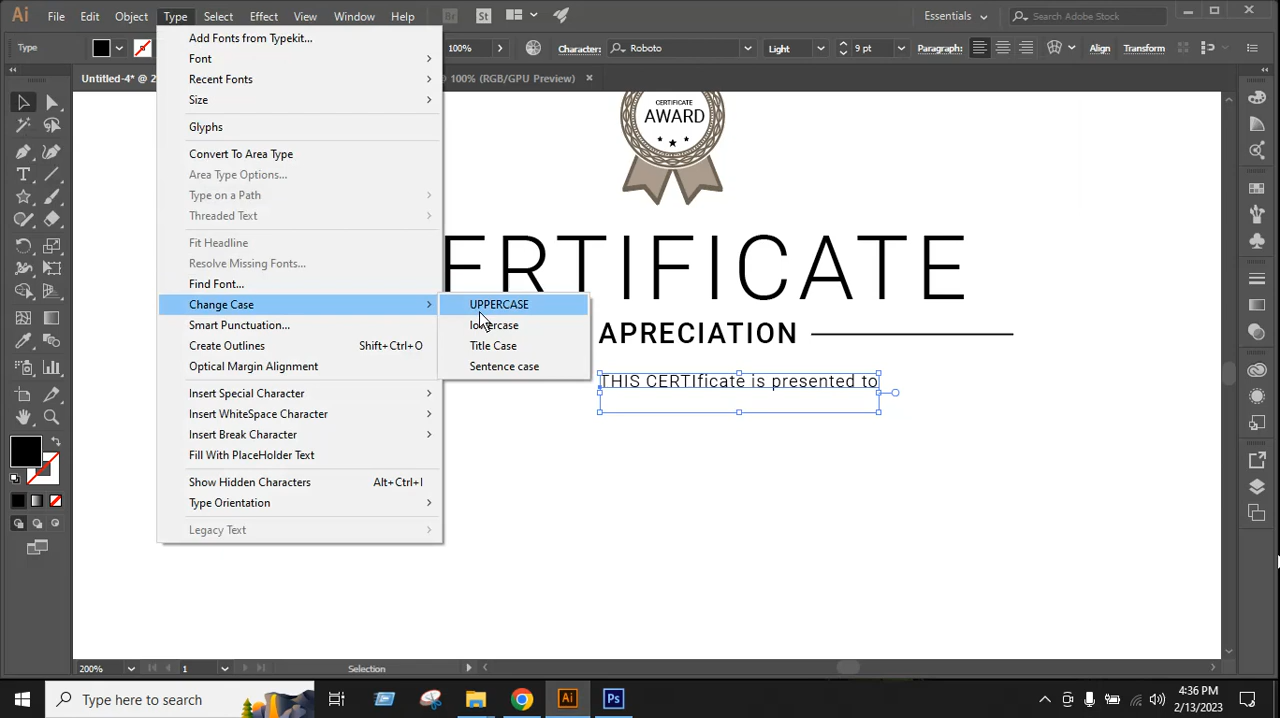 Ai File Edit Object Type Select Effect View Window Help Br St Essentials Search Adobe Stock
Type 100% Character: Roboto Light 9 pt Paragraph: Align Transform
Untitled-4* @ 2 100% (RGB/GPU Preview)
Add Fonts from Typekit...
Font
Recent Fonts
Size
Glyphs
Convert To Area Type
Area Type Options...
Type on a Path
Threaded Text
Fit Headline
Resolve Missing Fonts...
Find Font...
Change Case
Smart Punctuation...
Create Outlines Shift+Ctrl+O
Optical Margin Alignment
Insert Special Character
Insert WhiteSpace Character
Insert Break Character
Fill With PlaceHolder Text
Show Hidden Characters Alt+Ctrl+I
Type Orientation
Legacy Text
UPPERCASE
lowercase
Title Case
Sentence case
CERTIFICATE
AWARD
ERTIFICATE
APRECIATION
THIS CERTIficate is presented to
200% 1 Selection
Type here to search Ai Ps 4:36 PM
2/13/2023